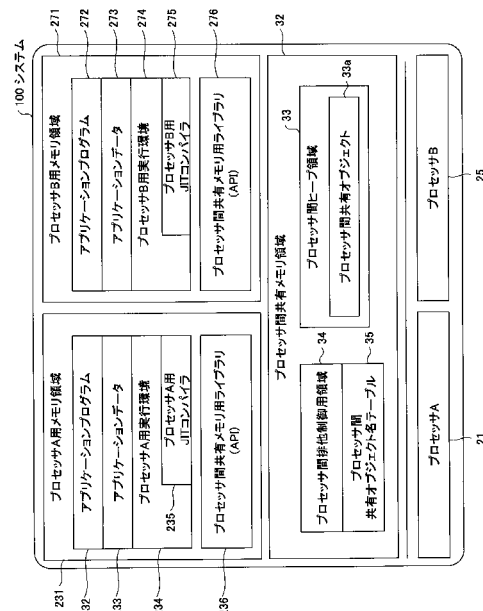 100 システム
プロセッサA用メモリ領域
231
アプリケーションプログラム
32
アプリケーションデータ
33
プロセッサA用実行環境
34
プロセッサA用
JITコンパイラ
235
プロセッサ間共有メモリ用ライブラリ
(API)
36
プロセッサB用メモリ領域
271
アプリケーションプログラム
272
アプリケーションデータ
273
プロセッサB用実行環境
274
プロセッサB用
JITコンパイラ
275
プロセッサ間共有メモリ用ライブラリ
(API)
276
プロセッサ間共有メモリ領域
32
プロセッサ間排他制御用領域
34
プロセッサ間
共有オブジェクト名テーブル
35
33
プロセッサ間ヒープ領域
33a
プロセッサ間共有オブジェクト
プロセッサA
21
プロセッサB
25